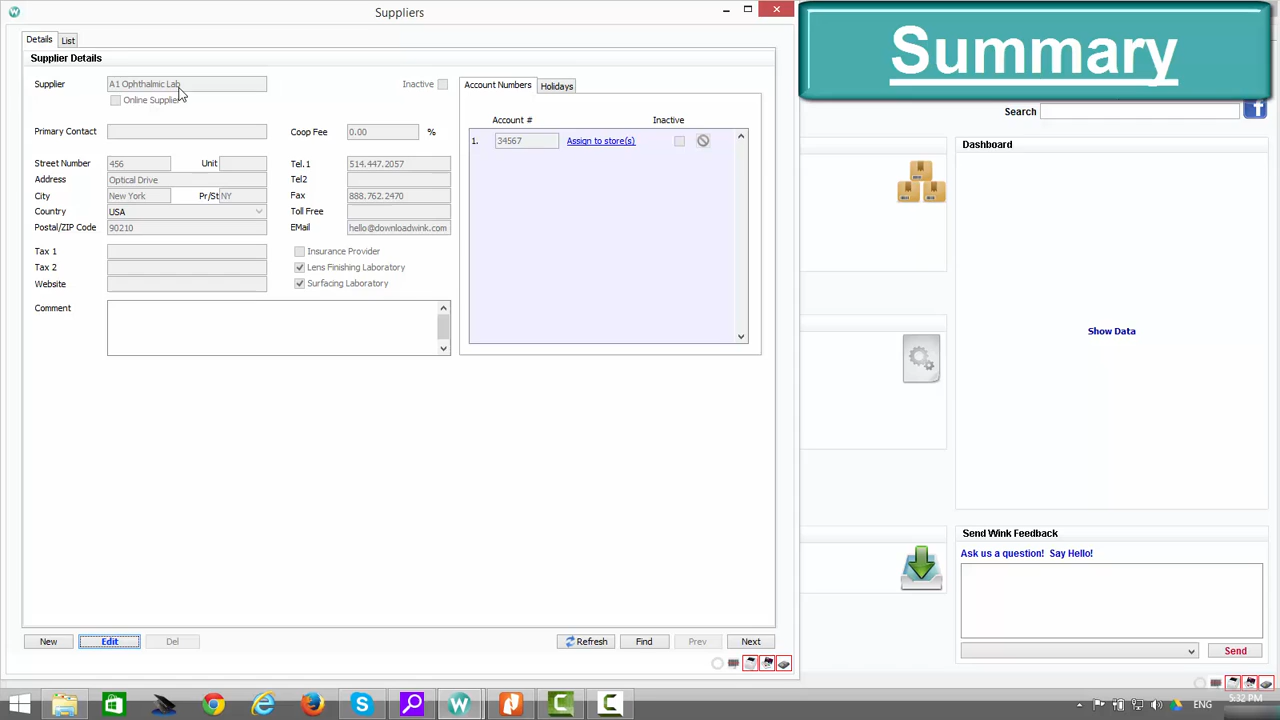 Suppliers
Summary
Details
List
Supplier Details
Supplier
A1 Ophthalmic Lab
Inactive
Online Supplier
Primary Contact
Coop Fee
0.00
%
Street Number
456
Unit
Tel.1
514.447.2057
Address
Optical Drive
Tel2
City
New York
Pr/St
NY
Fax
888.762.2470
Country
USA
Toll Free
Postal/ZIP Code
90210
EMail
hello@downloadwink.com
Tax 1
Insurance Provider
Tax 2
Lens Finishing Laboratory
Website
Surfacing Laboratory
Comment
Account Numbers
Holidays
Account #
Inactive
1.
34567
Assign to store(s)
Search
Dashboard
Show Data
Send Wink Feedback
Ask us a question! Say Hello!
Send
New
Edit
Del
Refresh
Find
Prev
Next
ENG
5:32 PM